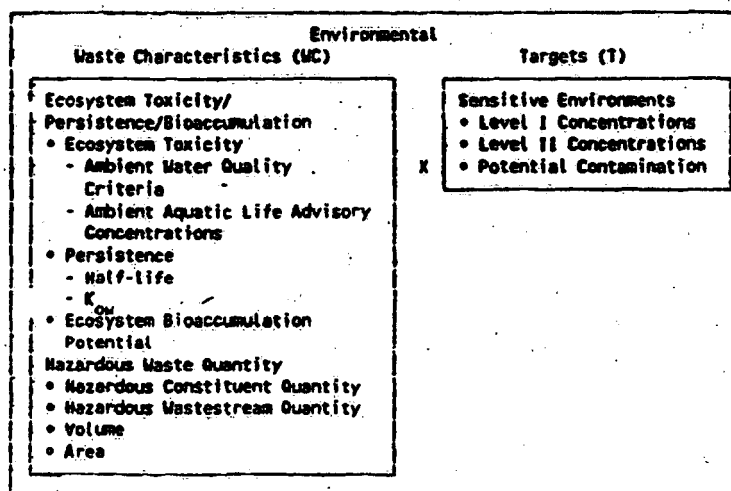 Environmental
Waste Characteristics (WC)
Targets (T)
Ecosystem Toxicity/
Persistence/Bioaccumulation
• Ecosystem Toxicity
- Ambient Water Quality
Criteria
- Ambient Aquatic Life Advisory
Concentrations
• Persistence
- Half-life
- KOW
• Ecosystem Bioaccumulation
Potential
Hazardous Waste Quantity
• Hazardous Constituent Quantity
• Hazardous Wastestream Quantity
• Volume
• Area
X
Sensitive Environments
• Level I Concentrations
• Level II Concentrations
• Potential Contamination